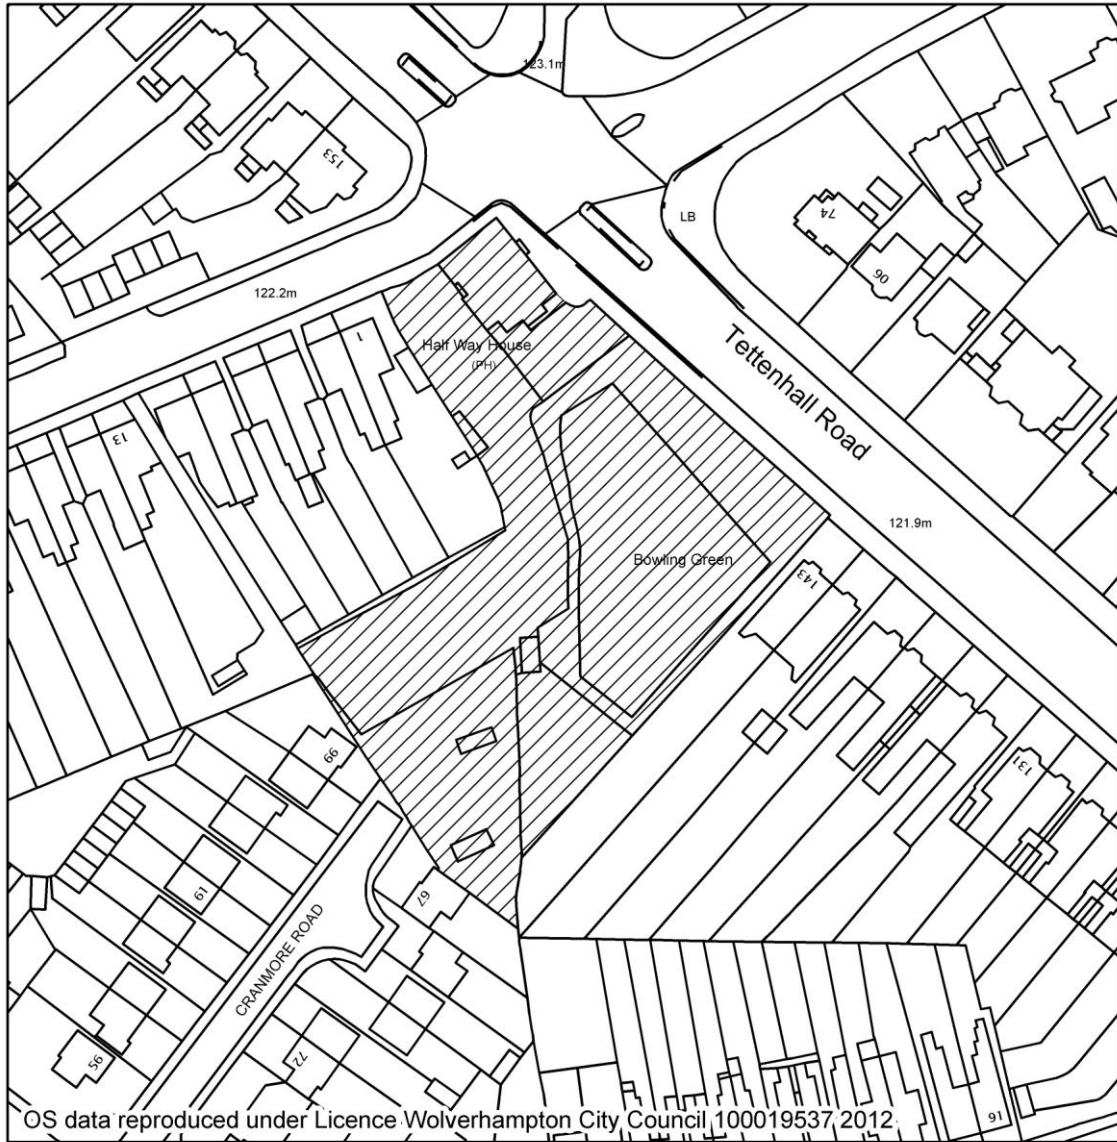 123.1m
153
LB
74
90
122.2m
Half Way House
(PH)
1
Tettenhall Road
13
121.9m
Bowling Green
143
66
131
61
67
CRANMORE ROAD
56
72
91
OS data reproduced under Licence Wolverhampton City Council 100019537 2012